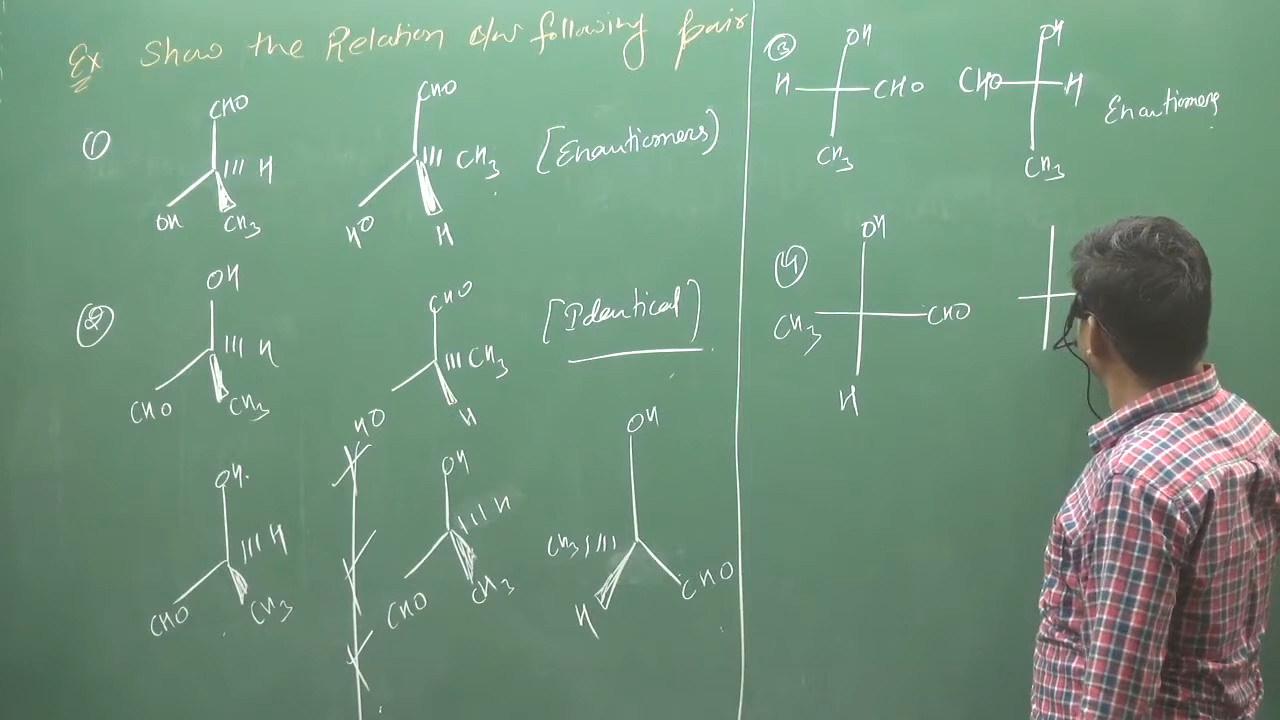 Ex Show the Relation b/w following pair
①
CHO
H
OH
CH3
CHO
CH3
HO
H
[Enantiomers)
②
OH
H
CHO
CH3
CHO
CH3
HO
H
[Identical)
OH
H
CHO
CH3
OH
H
CHO
CH3
OH
CH3
H
CHO
③
OH
H CHO
CH3
OH
CHO H
CH3
Enantiomers
④
OH
CH3 CHO
H